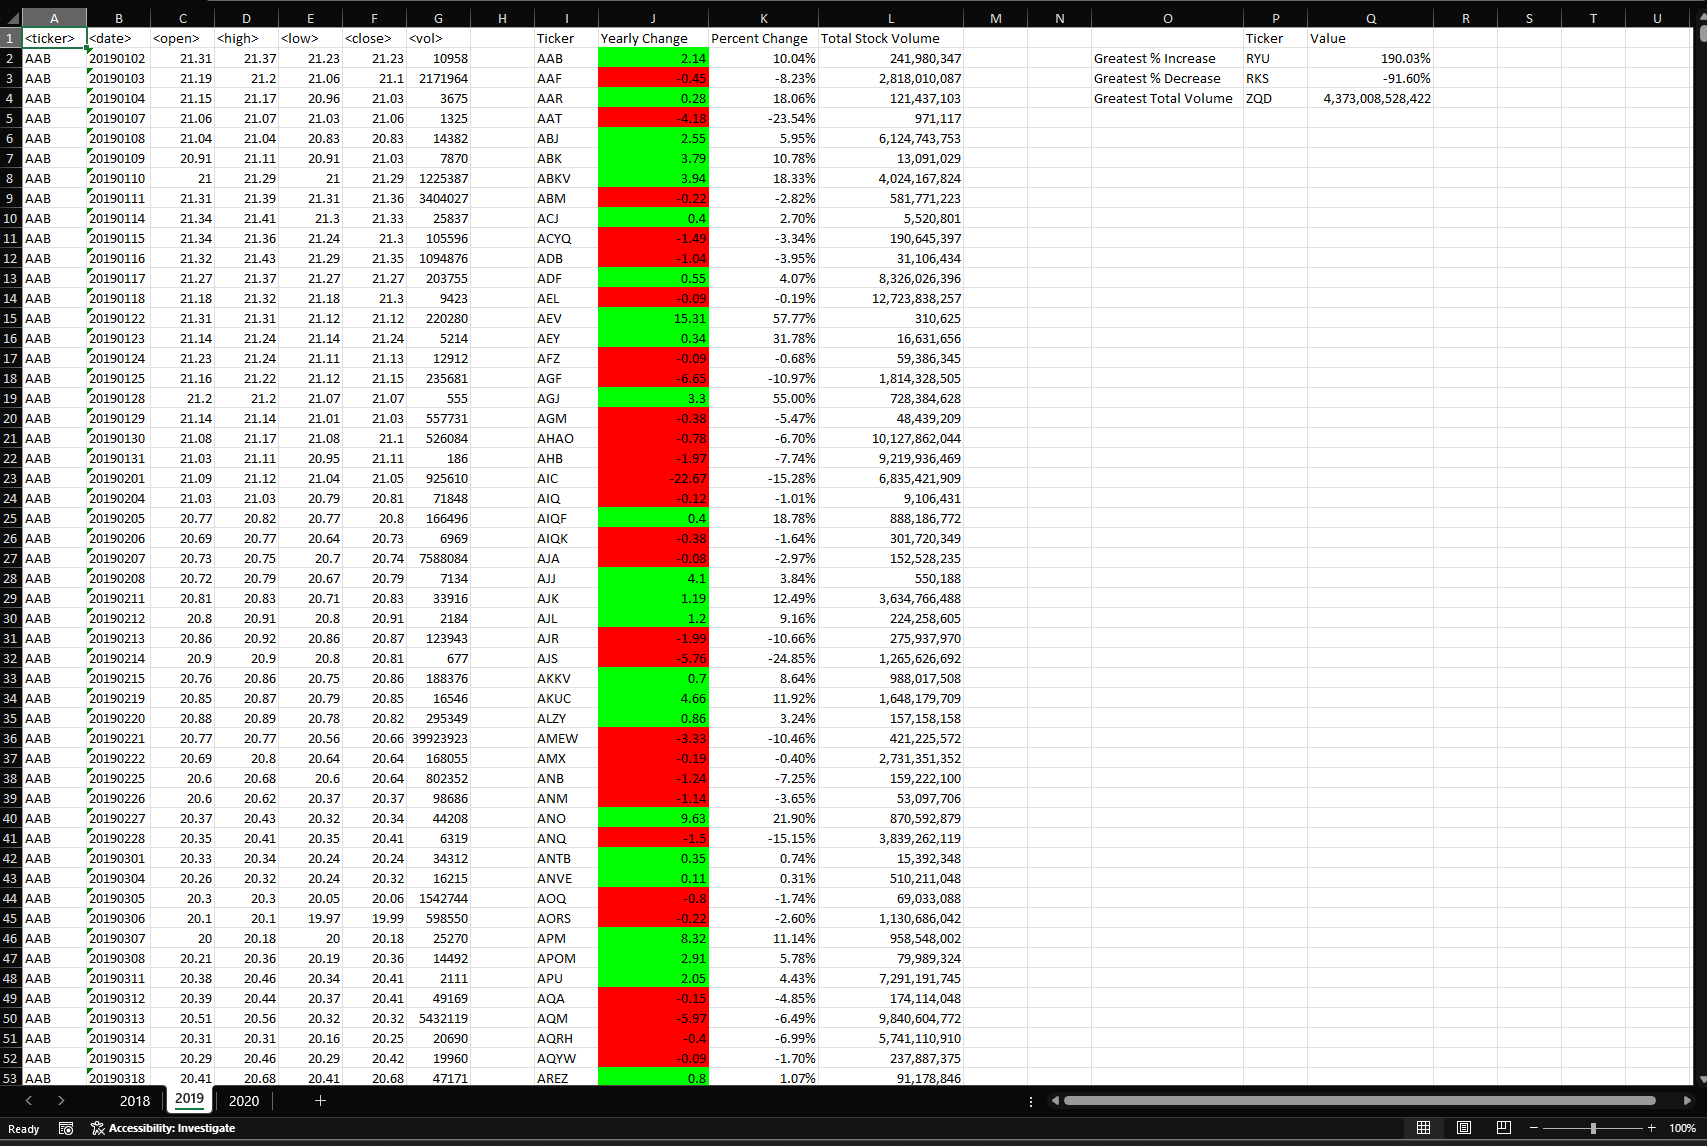 A B C D E F G H I J K L M N O P Q R S T U
1 <ticker> <date> <open> <high> <low> <close> <vol> Ticker Yearly Change Percent Change Total Stock Volume Ticker Value
2 AAB 20190102 21.31 21.37 21.23 21.23 10958 AAB 2.14 10.04% 241,980,347 Greatest % Increase RYU 190.03%
3 AAB 20190103 21.19 21.2 21.06 21.1 2171964 AAF -0.45 -8.23% 2,818,010,087 Greatest % Decrease RKS -91.60%
4 AAB 20190104 21.15 21.17 20.96 21.03 3675 AAR 0.28 18.06% 121,437,103 Greatest Total Volume ZQD 4,373,008,528,422
5 AAB 20190107 21.06 21.07 21.03 21.06 1325 AAT -4.18 -23.54% 971,117
6 AAB 20190108 21.04 21.04 20.83 20.83 14382 ABJ 2.55 5.95% 6,124,743,753
7 AAB 20190109 20.91 21.11 20.91 21.03 7870 ABK 3.79 10.78% 13,091,029
8 AAB 20190110 21 21.29 21 21.29 1225387 ABKV 3.94 18.33% 4,024,167,824
9 AAB 20190111 21.31 21.39 21.31 21.36 3404027 ABM -0.22 -2.82% 581,771,223
10 AAB 20190114 21.34 21.41 21.3 21.33 25837 ACJ 0.4 2.70% 5,520,801
11 AAB 20190115 21.34 21.36 21.24 21.3 105596 ACYQ -1.49 -3.34% 190,645,397
12 AAB 20190116 21.32 21.43 21.29 21.35 1094876 ADB -1.04 -3.95% 31,106,434
13 AAB 20190117 21.27 21.37 21.27 21.27 203755 ADF 0.55 4.07% 8,326,026,396
14 AAB 20190118 21.18 21.32 21.18 21.3 9423 AEL -0.09 -0.19% 12,723,838,257
15 AAB 20190122 21.31 21.31 21.12 21.12 220280 AEV 15.31 57.77% 310,625
16 AAB 20190123 21.14 21.24 21.14 21.24 5214 AEY 0.34 31.78% 16,631,656
17 AAB 20190124 21.23 21.24 21.11 21.13 12912 AFZ -0.09 -0.68% 59,386,345
18 AAB 20190125 21.16 21.22 21.12 21.15 235681 AGF -6.65 -10.97% 1,814,328,505
19 AAB 20190128 21.2 21.2 21.07 21.07 555 AGJ 3.3 55.00% 728,384,628
20 AAB 20190129 21.14 21.14 21.01 21.03 557731 AGM -0.38 -5.47% 48,439,209
21 AAB 20190130 21.08 21.17 21.08 21.1 526084 AHAO -0.78 -6.70% 10,127,862,044
22 AAB 20190131 21.03 21.11 20.95 21.11 186 AHB -1.97 -7.74% 9,219,936,469
23 AAB 20190201 21.09 21.12 21.04 21.05 925610 AIC -22.67 -15.28% 6,835,421,909
24 AAB 20190204 21.03 21.03 20.79 20.81 71848 AIQ -0.12 -1.01% 9,106,431
25 AAB 20190205 20.77 20.82 20.77 20.8 166496 AIQF 0.4 18.78% 888,186,772
26 AAB 20190206 20.69 20.77 20.64 20.73 6969 AIQK -0.38 -1.64% 301,720,349
27 AAB 20190207 20.73 20.75 20.7 20.74 7588084 AJA -0.08 -2.97% 152,528,235
28 AAB 20190208 20.72 20.79 20.67 20.79 7134 AJJ 4.1 3.84% 550,188
29 AAB 20190211 20.81 20.83 20.71 20.83 33916 AJK 1.19 12.49% 3,634,766,488
30 AAB 20190212 20.8 20.91 20.8 20.91 2184 AJL 1.2 9.16% 224,258,605
31 AAB 20190213 20.86 20.92 20.86 20.87 123943 AJR -1.99 -10.66% 275,937,970
32 AAB 20190214 20.9 20.9 20.8 20.81 677 AJS -5.76 -24.85% 1,265,626,692
33 AAB 20190215 20.76 20.86 20.75 20.86 188376 AKKV 0.7 8.64% 988,017,508
34 AAB 20190219 20.85 20.87 20.79 20.85 16546 AKUC 4.66 11.92% 1,648,179,709
35 AAB 20190220 20.88 20.89 20.78 20.82 295349 ALZY 0.86 3.24% 157,158,158
36 AAB 20190221 20.77 20.77 20.56 20.66 39923923 AMEW -3.33 -10.46% 421,225,572
37 AAB 20190222 20.69 20.8 20.64 20.64 168055 AMX -0.19 -0.40% 2,731,351,352
38 AAB 20190225 20.6 20.68 20.6 20.64 802352 ANB -1.24 -7.25% 159,222,100
39 AAB 20190226 20.6 20.62 20.37 20.37 98686 ANM -1.14 -3.65% 53,097,706
40 AAB 20190227 20.37 20.43 20.32 20.34 44208 ANO 9.63 21.90% 870,592,879
41 AAB 20190228 20.35 20.41 20.35 20.41 6319 ANQ -1.5 -15.15% 3,839,262,119
42 AAB 20190301 20.33 20.34 20.24 20.24 34312 ANTB 0.35 0.74% 15,392,348
43 AAB 20190304 20.26 20.32 20.24 20.32 16215 ANVE 0.11 0.31% 510,211,048
44 AAB 20190305 20.3 20.3 20.05 20.06 1542744 AOQ -0.8 -1.74% 69,033,088
45 AAB 20190306 20.1 20.1 19.97 19.99 598550 AORS -0.22 -2.60% 1,130,686,042
46 AAB 20190307 20 20.18 20 20.18 25270 APM 8.32 11.14% 958,548,002
47 AAB 20190308 20.21 20.36 20.19 20.36 14492 APOM 2.91 5.78% 79,989,324
48 AAB 20190311 20.38 20.46 20.34 20.41 2111 APU 2.05 4.43% 7,291,191,745
49 AAB 20190312 20.39 20.44 20.37 20.41 49169 AQA -0.15 -4.85% 174,114,048
50 AAB 20190313 20.51 20.56 20.32 20.32 5432119 AQM -5.97 -6.49% 9,840,604,772
51 AAB 20190314 20.31 20.31 20.16 20.25 20690 AQRH -0.4 -6.99% 5,741,110,910
52 AAB 20190315 20.29 20.46 20.29 20.42 19960 AQYW -0.09 -1.70% 237,887,375
53 AAB 20190318 20.41 20.68 20.41 20.68 47171 AREZ 0.8 1.07% 91,178,846
2018 2019 2020 +
Ready Accessibility: Investigate 100%